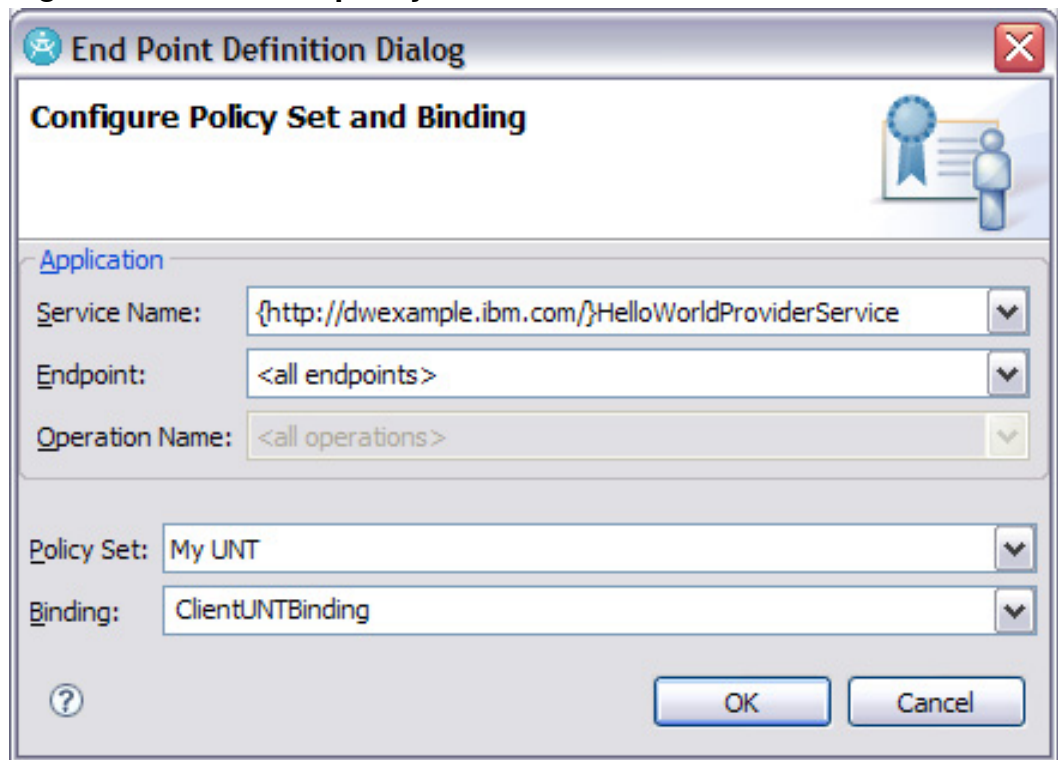 End Point Definition Dialog
Configure Policy Set and Binding
Application
Service Name: {http://dwexample.ibm.com/}HelloWorldProviderService
Endpoint: <all endpoints>
Operation Name: <all operations>
Policy Set: My UNT
Binding: ClientUNTBinding
? OK Cancel